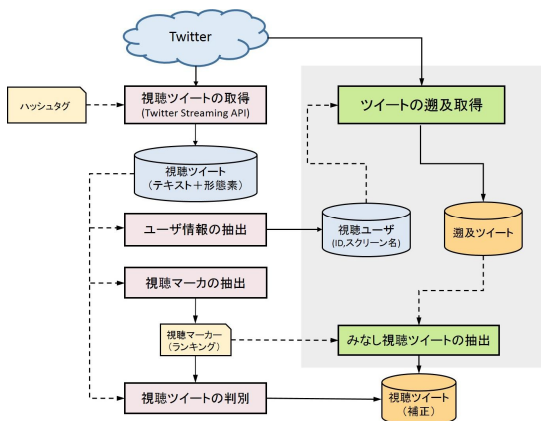 Twitter
ハッシュタグ
視聴ツイートの取得
(Twitter Streaming API)
ツイートの遡及取得
視聴ツイート
(テキスト+形態素)
ユーザ情報の抽出
視聴ユーザ
(ID,スクリーン名)
遡及ツイート
視聴マーカの抽出
視聴マーカー
(ランキング)
みなし視聴ツイートの抽出
視聴ツイートの判別
視聴ツイート
(補正)